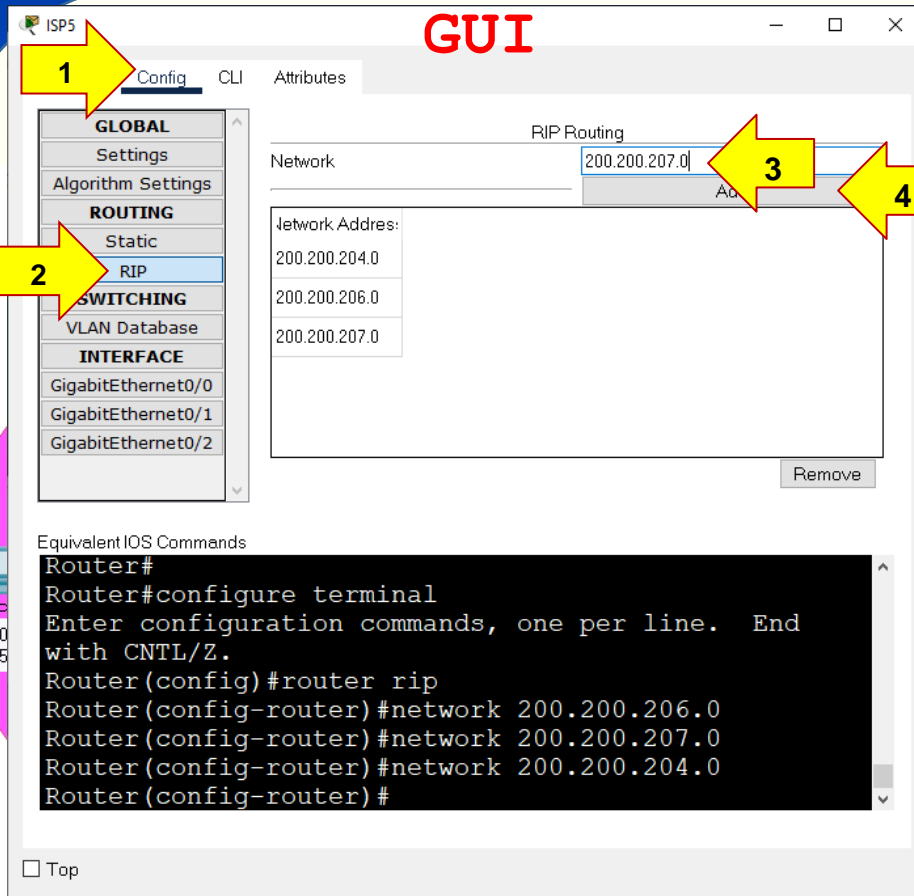 ISP5
GUI
1
Config
CLI
Attributes
GLOBAL
Settings
Algorithm Settings
ROUTING
Static
2
RIP
SWITCHING
VLAN Database
INTERFACE
GigabitEthernet0/0
GigabitEthernet0/1
GigabitEthernet0/2
RIP Routing
Network
200.200.207.0
3
4
200.200.204.0
200.200.206.0
200.200.207.0
Remove
Equivalent IOS Commands
Router#
Router#configure terminal
Enter configuration commands, one per line. End
with CNTL/Z.
Router(config)#router rip
Router(config-router)#network 200.200.206.0
Router(config-router)#network 200.200.207.0
Router(config-router)#network 200.200.204.0
Router(config-router)#
Top